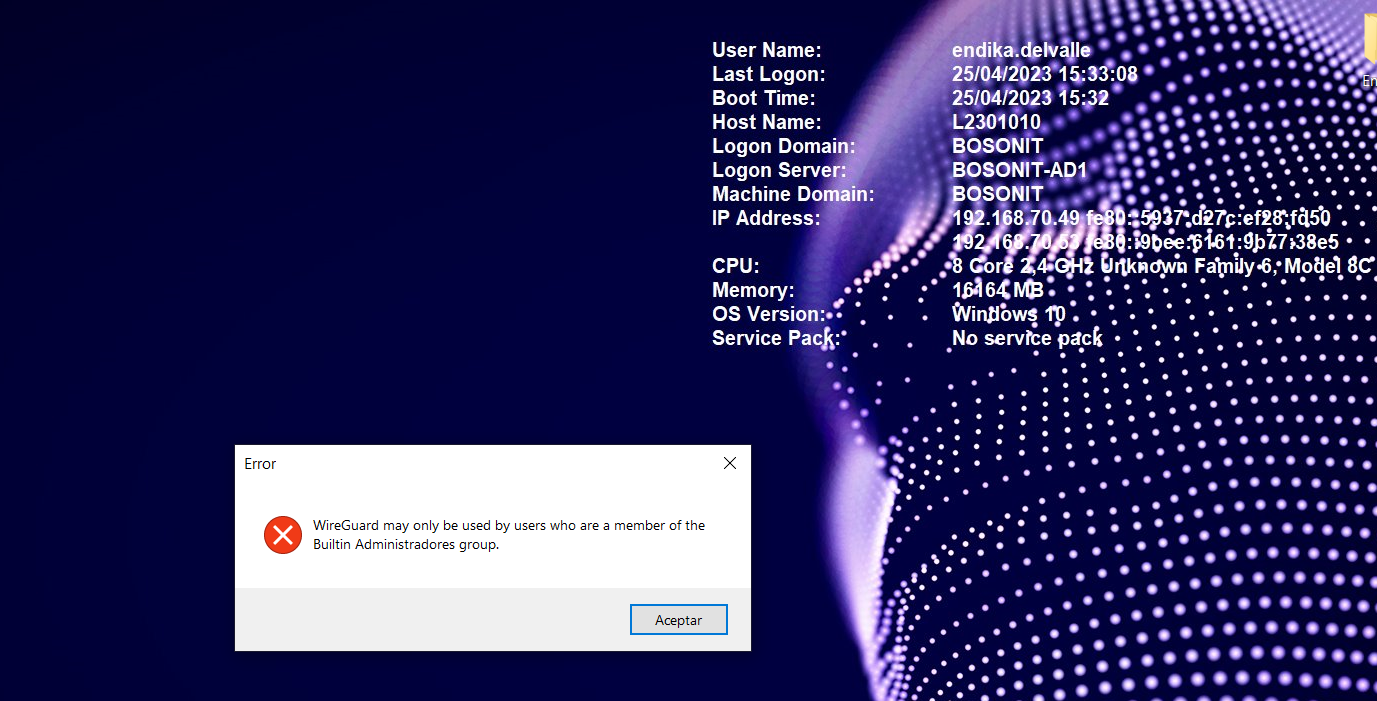 User Name: endika.delvalle
Last Logon: 25/04/2023 15:33:08
Boot Time: 25/04/2023 15:32
Host Name: L2301010
Logon Domain: BOSONIT
Logon Server: BOSONIT-AD1
Machine Domain: BOSONIT
IP Address: 192.168.70.49 fe80::5937:d27c:ef28:fd50
192.168.70.53 fe80::9bee:6161:9b77:38e5
CPU: 8 Core 2,4 GHz Unknown Family 6, Model 8C
Memory: 16164 MB
OS Version: Windows 10
Service Pack: No service pack
Error
WireGuard may only be used by users who are a member of the
Builtin Administradores group.
Aceptar